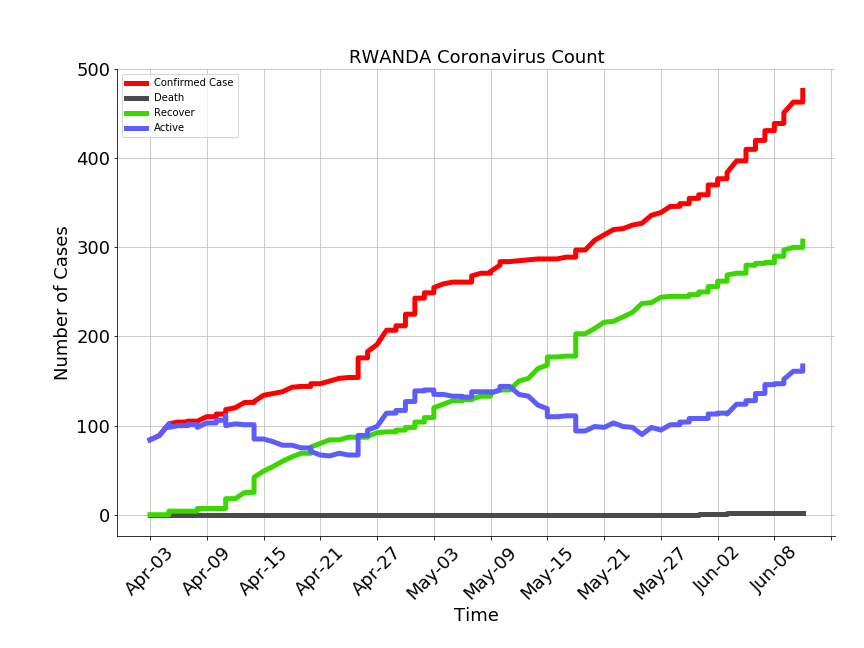 RWANDA Coronavirus Count
Confirmed Case
Death
Recover
Active
Number of Cases
500
400
300
200
100
0
Apr-03
Apr-09
Apr-15
Apr-21
Apr-27
May-03
May-09
May-15
May-21
May-27
Jun-02
Jun-08
Time